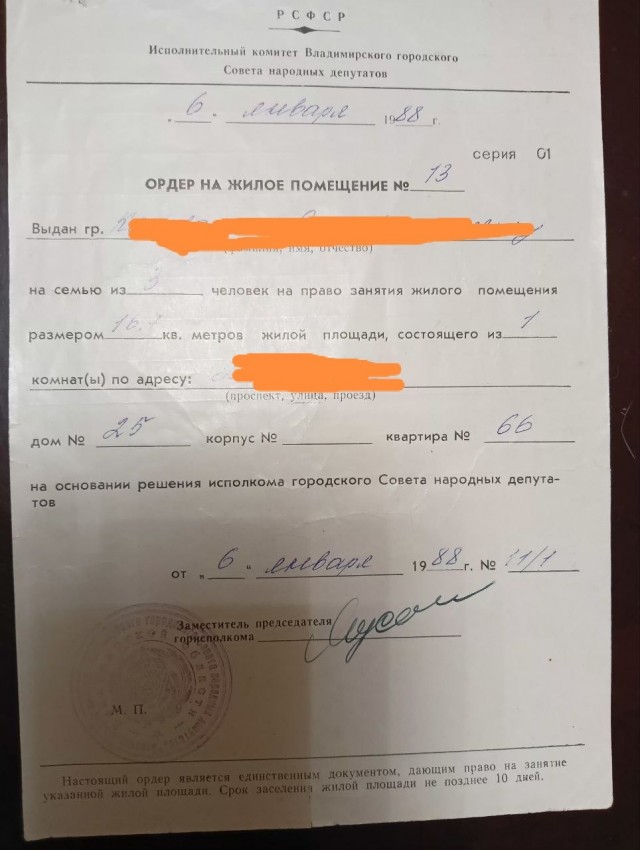 РСФСР
Исполнительный комитет Владимирского городского
Совета народных депутатов
„ 6 . января 1988 г.
серия 01
ОРДЕР НА ЖИЛОЕ ПОМЕЩЕНИЕ № 13
Выдан гр.
(фамилия, имя, отчество)
на семью из 3 человек на право занятия жилого помещения
размером 16.7 кв. метров жилой площади, состоящего из 1
комнат(ы) по адресу:
(проспект, улица, проезд)
дом № 25 корпус № квартира № 66
на основании решения исполкома городского Совета народных депута-
тов
от „ 6 “ января 1988 г. № 11/1
Заместитель председателя
горисполкома
М. П.
Настоящий ордер является единственным документом, дающим право на занятие
указанной жилой площади. Срок заселения жилой площади не позднее 10 дней.